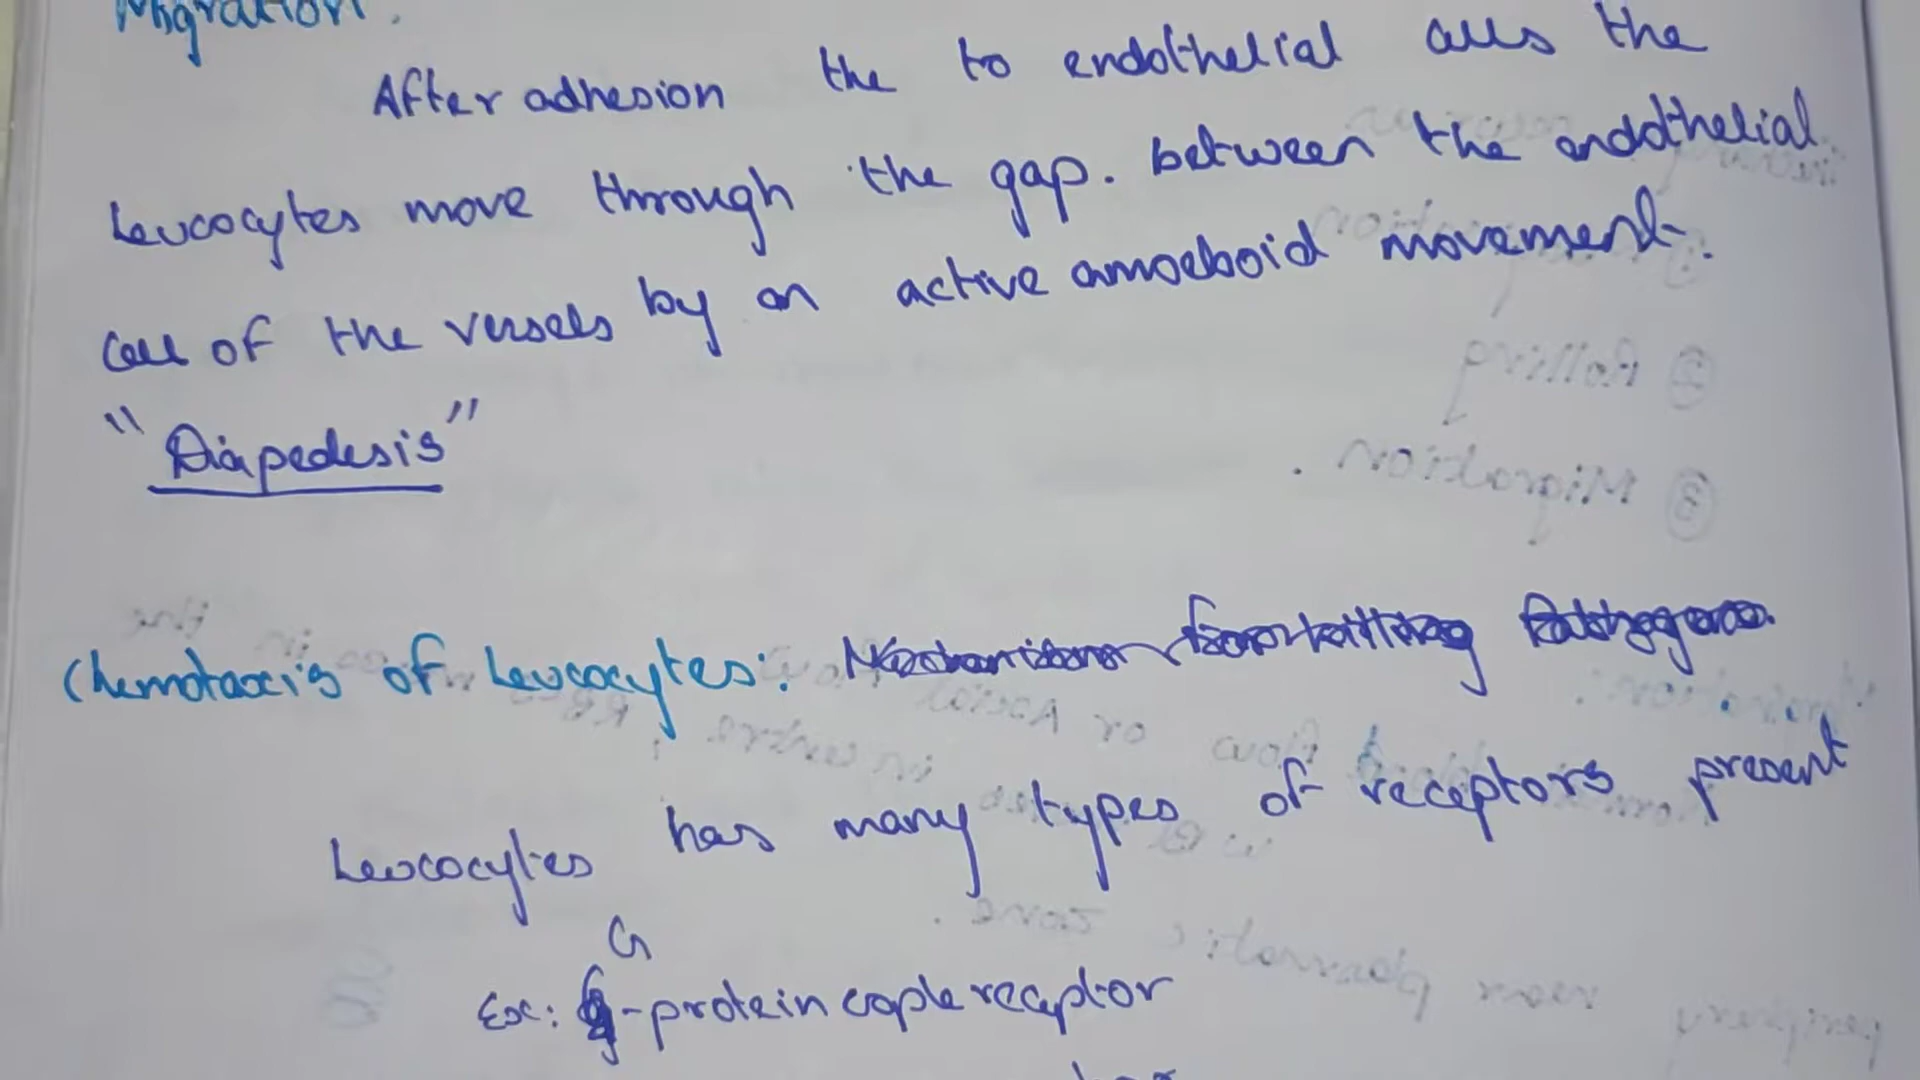 Migration.
After adhesion the to endothelial cells the
Leucocytes move through the gap. between the endothelial
cell of the vessels by an active amoeboid movement.
"Diapedesis"
Chemotaxis of Leucocytes:
Leucocytes has many types of receptors present
Ex: G-protein cople receptor